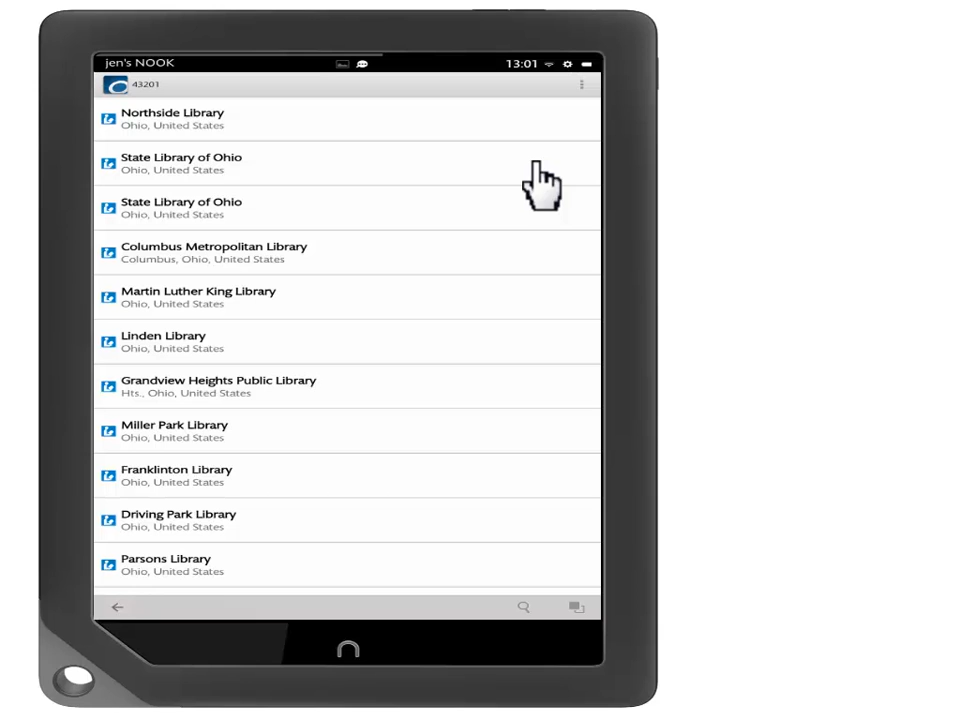 jen's NOOK
13:01
43201
Northside Library
Ohio, United States
State Library of Ohio
Ohio, United States
State Library of Ohio
Ohio, United States
Columbus Metropolitan Library
Columbus, Ohio, United States
Martin Luther King Library
Ohio, United States
Linden Library
Ohio, United States
Grandview Heights Public Library
Hts., Ohio, United States
Miller Park Library
Ohio, United States
Franklinton Library
Ohio, United States
Driving Park Library
Ohio, United States
Parsons Library
Ohio, United States